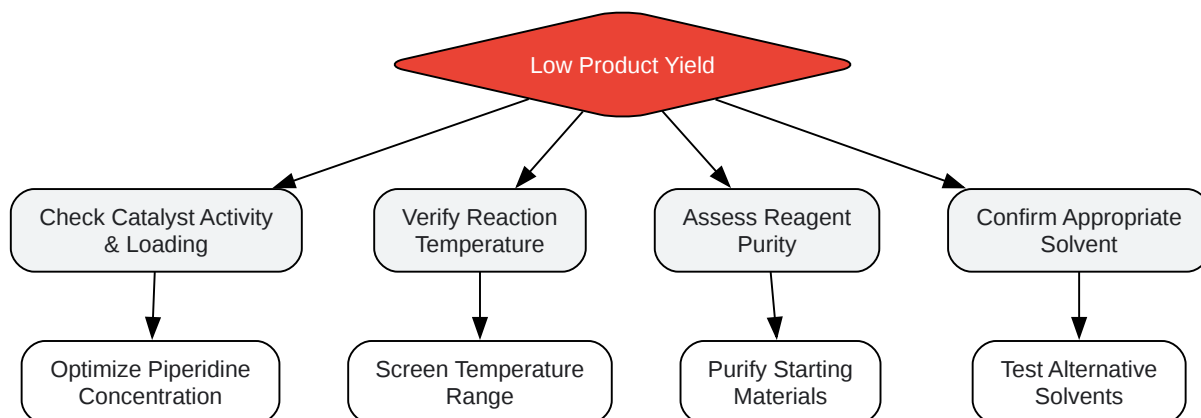 Low Product Yield
Check Catalyst Activity
& Loading
Verify Reaction
Temperature
Assess Reagent
Purity
Confirm Appropriate
Solvent
Optimize Piperidine
Concentration
Screen Temperature
Range
Purify Starting
Materials
Test Alternative
Solvents